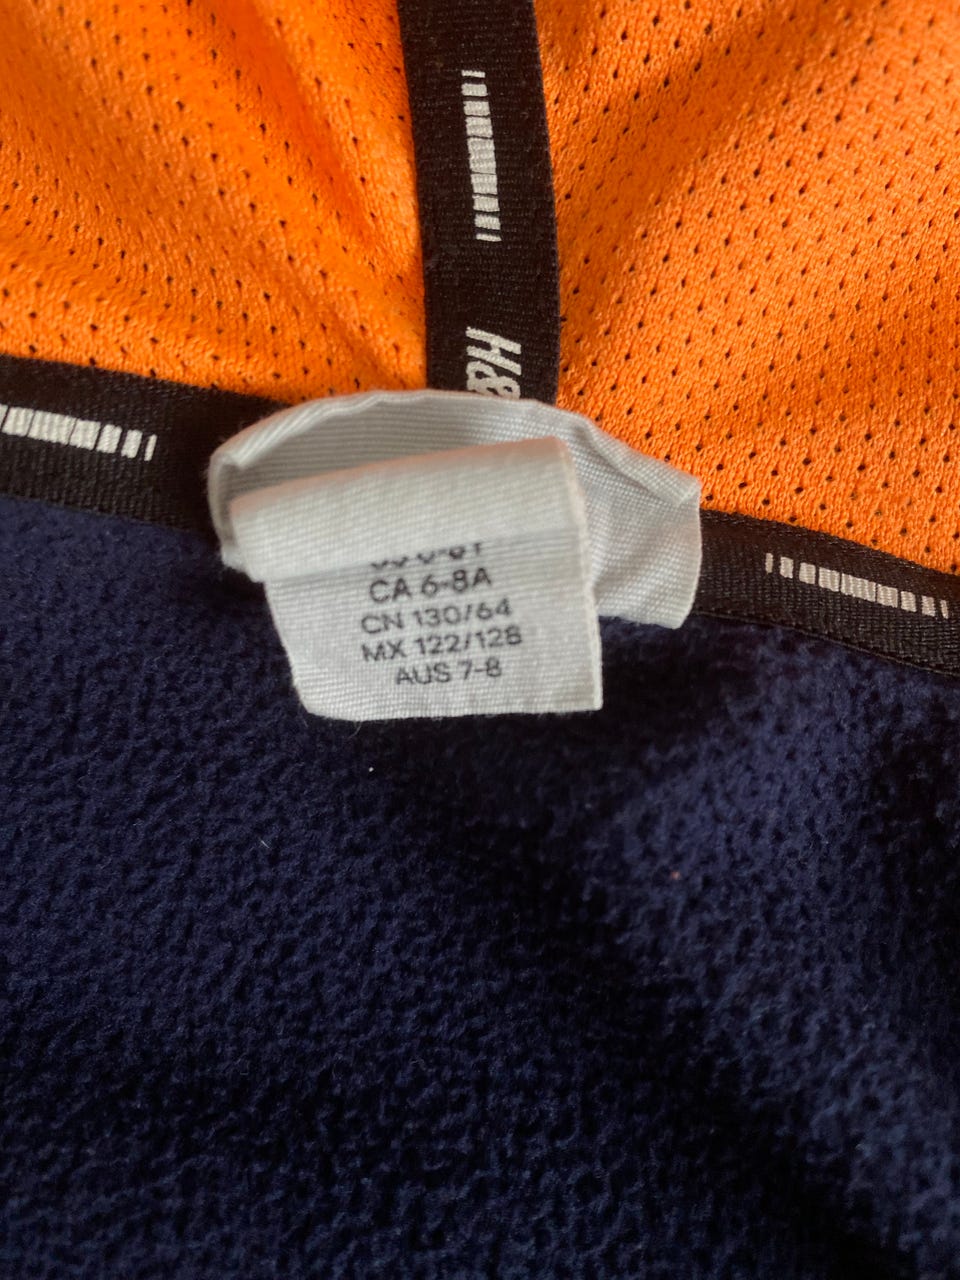 H&
CA 6-8A
CN 130/64
MX 122/128
AUS 7-8